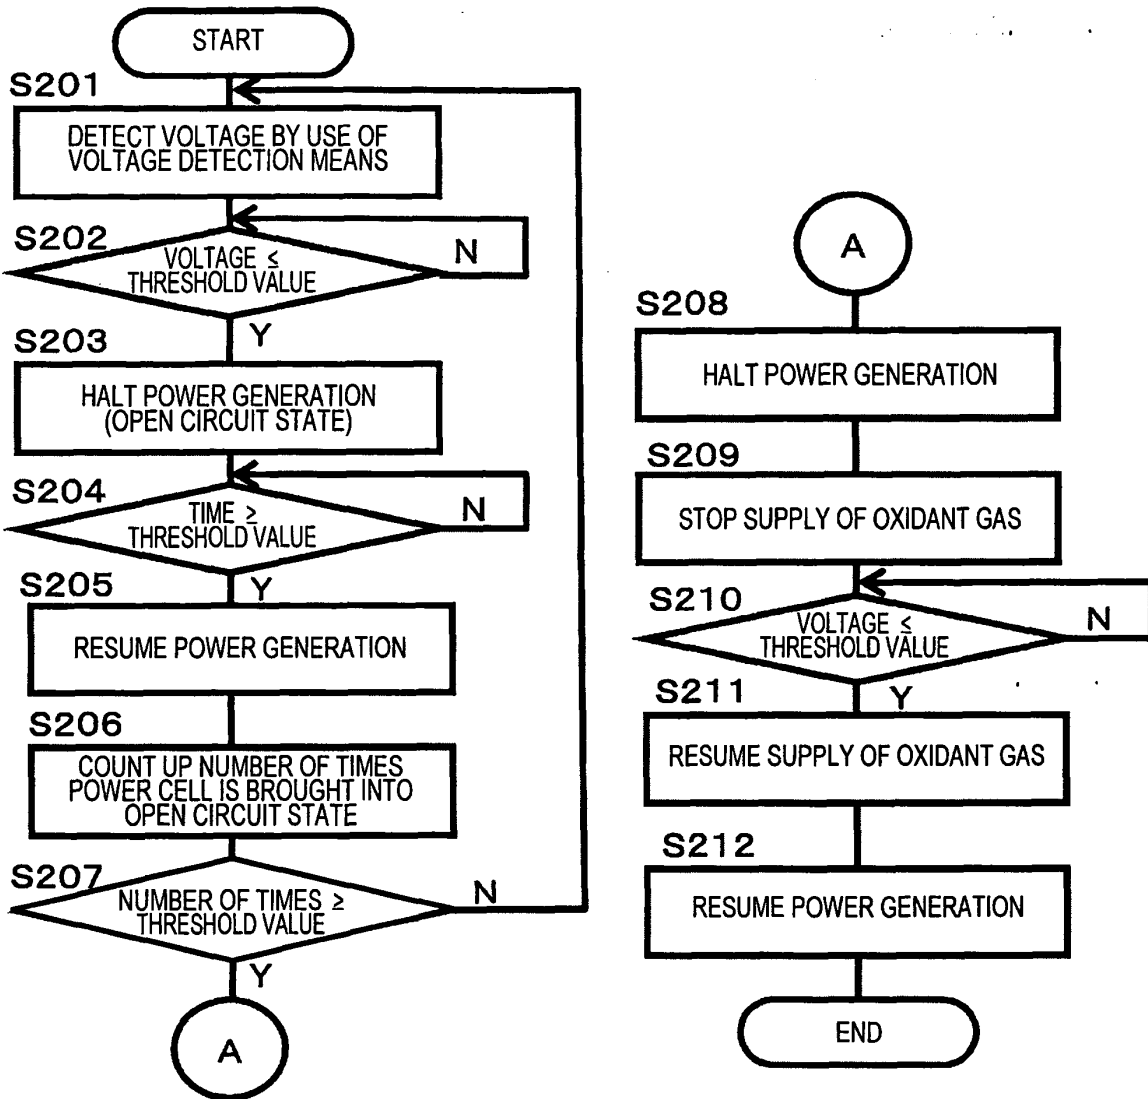 START
S201
DETECT VOLTAGE BY USE OF
VOLTAGE DETECTION MEANS
S202
VOLTAGE ≤
THRESHOLD VALUE
N
Y
S203
HALT POWER GENERATION
(OPEN CIRCUIT STATE)
S204
TIME ≥
THRESHOLD VALUE
N
Y
S205
RESUME POWER GENERATION
S206
COUNT UP NUMBER OF TIMES
POWER CELL IS BROUGHT INTO
OPEN CIRCUIT STATE
S207
NUMBER OF TIMES ≥
THRESHOLD VALUE
N
Y
A
A
S208
HALT POWER GENERATION
S209
STOP SUPPLY OF OXIDANT GAS
S210
VOLTAGE ≤
THRESHOLD VALUE
N
Y
S211
RESUME SUPPLY OF OXIDANT GAS
S212
RESUME POWER GENERATION
END